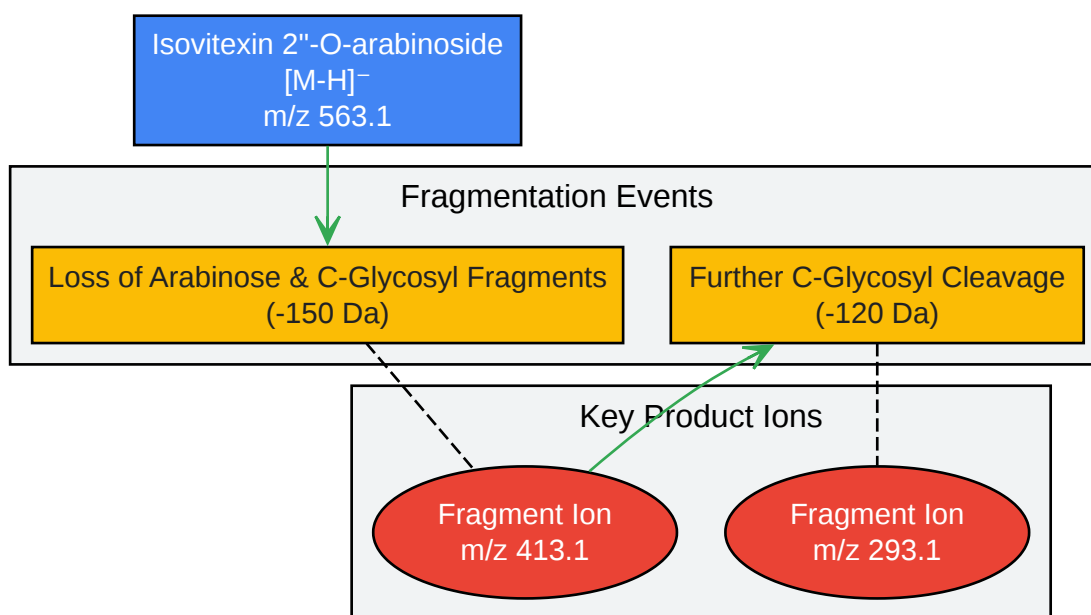 Isovitexin 2"-O-arabinoside
[M-H]⁻
m/z 563.1
Fragmentation Events
Loss of Arabinose & C-Glycosyl Fragments
(-150 Da)
Further C-Glycosyl Cleavage
(-120 Da)
Key Product Ions
Fragment Ion
m/z 413.1
Fragment Ion
m/z 293.1